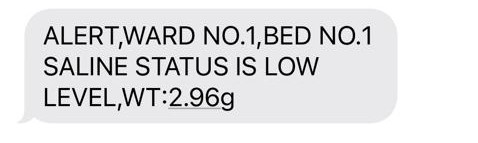 ALERT,WARD NO.1,BED NO.1
SALINE STATUS IS LOW
LEVEL,WT:2.96g